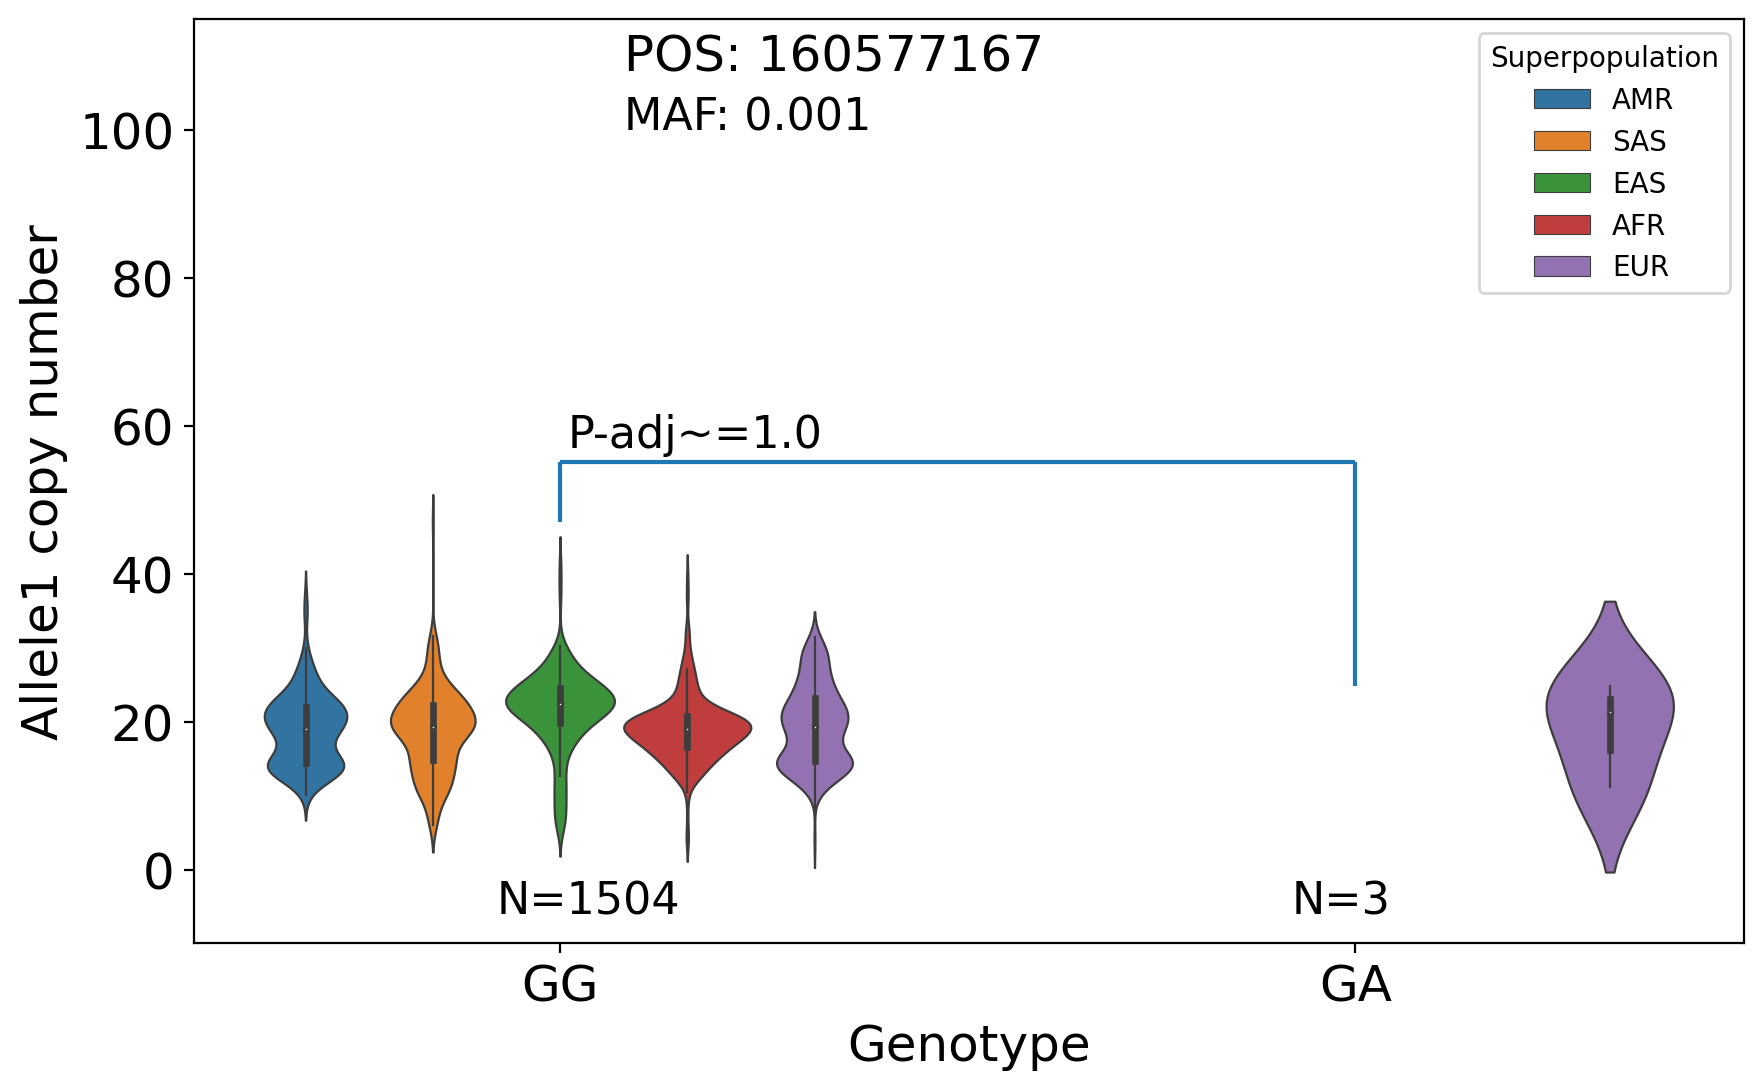 POS: 160577167
MAF: 0.001
Superpopulation
AMR
SAS
EAS
AFR
EUR
Allele1 copy number
100
80
60
40
20
0
P-adj~=1.0
N=1504
N=3
GG
GA
Genotype